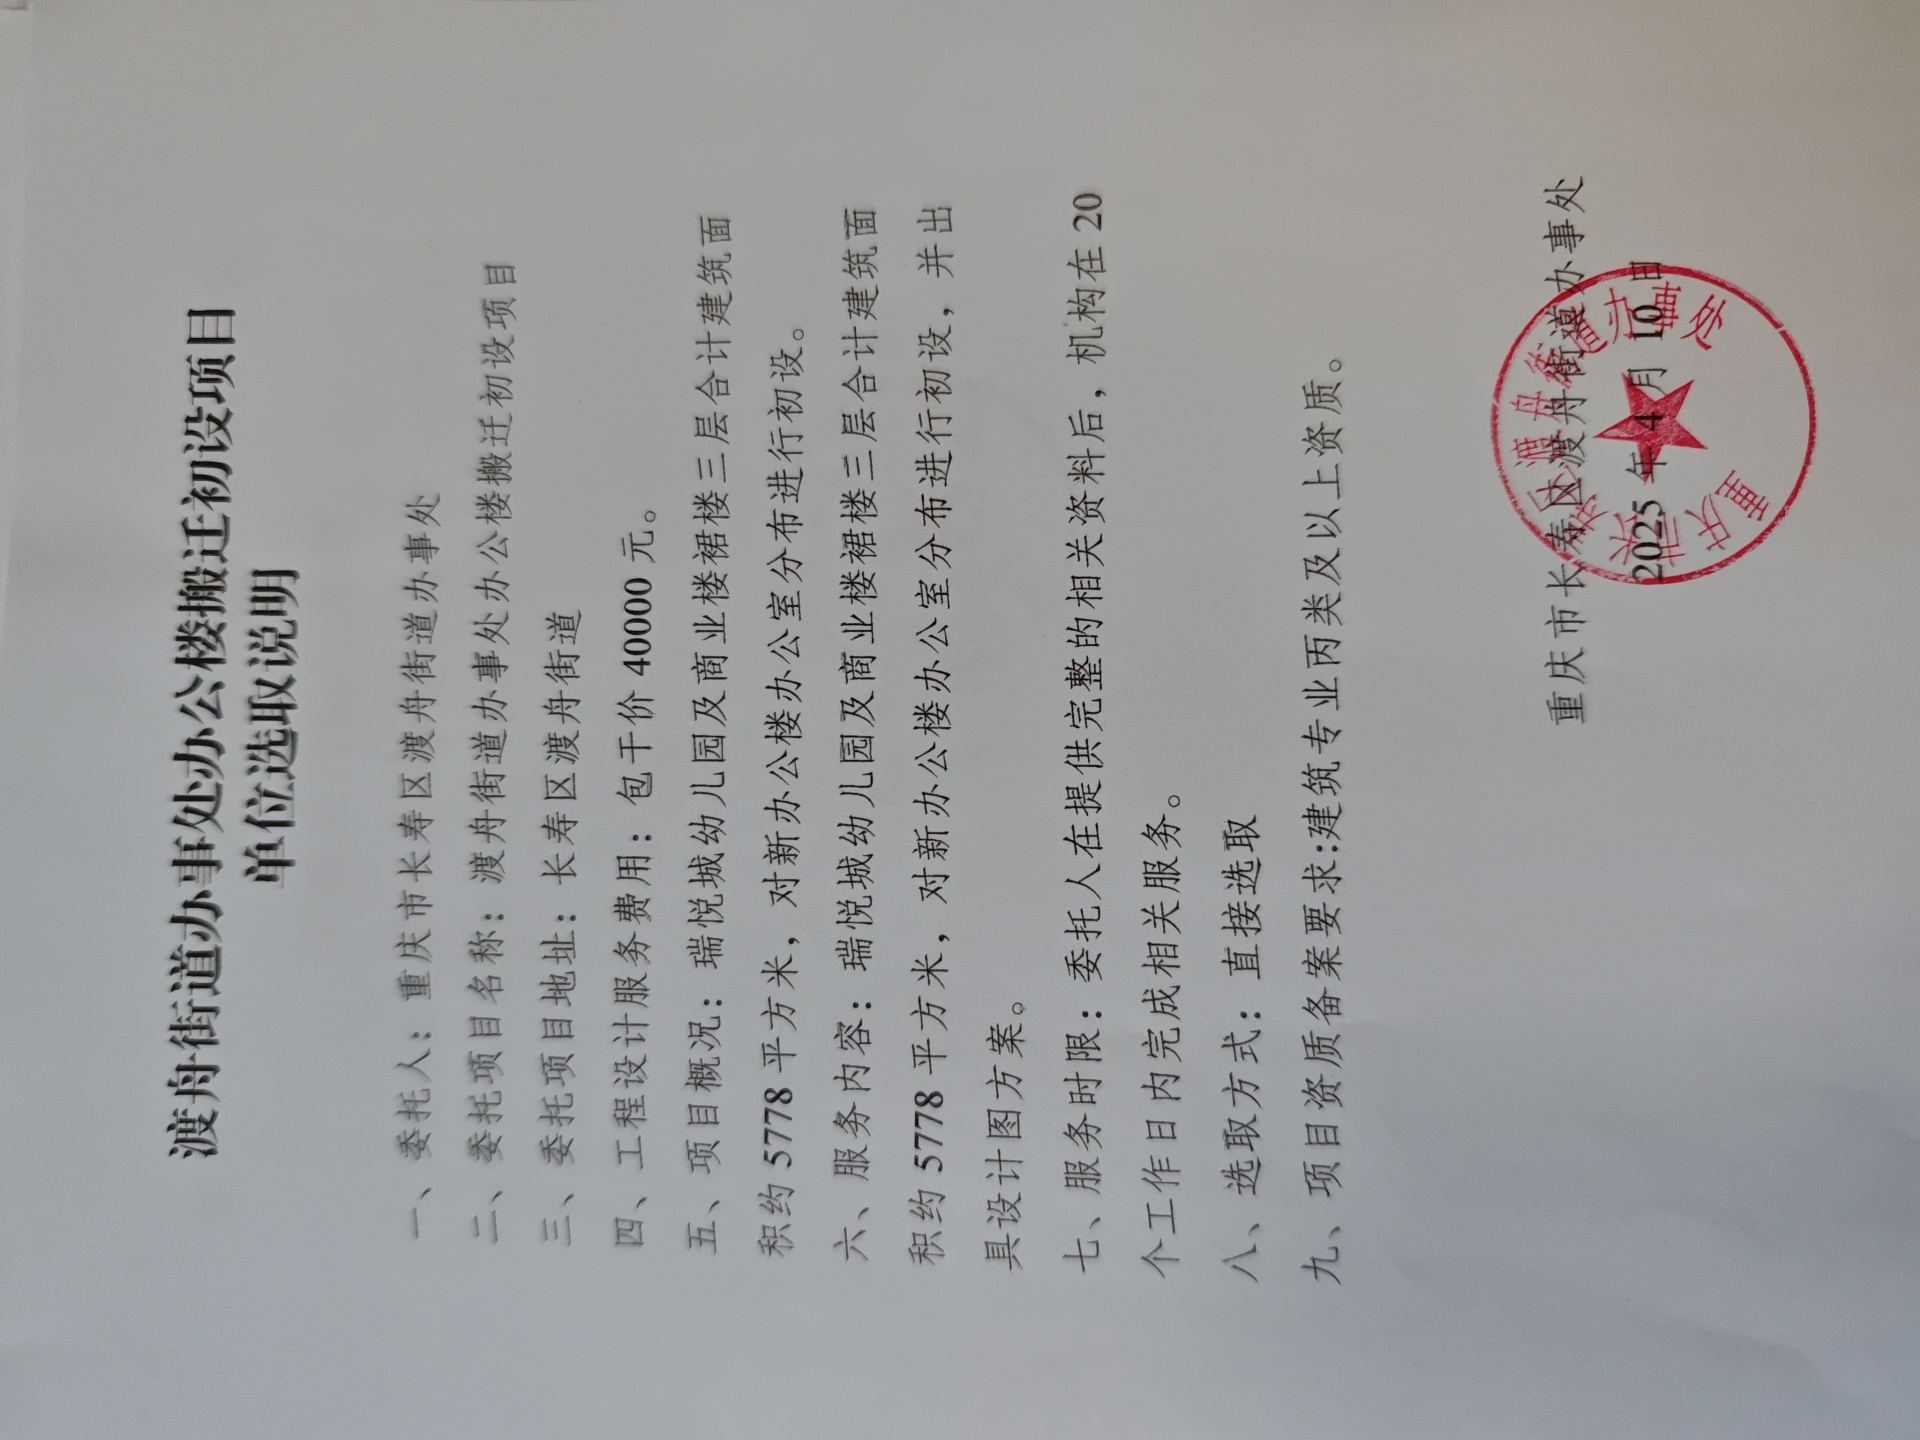 渡舟街道办事处办公楼搬迁初设项目
单位选取说明
一、委托人：重庆市长寿区渡舟街道办事处
二、委托项目名称：渡舟街道办事处办公楼搬迁初设项目
三、委托项目地址：长寿区渡舟街道
四、工程设计服务费用：包干价 40000 元。
五、项目概况：瑞悦城幼儿园及商业楼裙楼三层合计建筑面
积约 5778 平方米，对新办公楼办公室分布进行初设。
六、服务内容：瑞悦城幼儿园及商业楼裙楼三层合计建筑面
积约 5778 平方米，对新办公楼办公室分布进行初设，并出
具设计图方案。
七、服务时限：委托人在提供完整的相关资料后，机构在 20
个工作日内完成相关服务。
八、选取方式：直接选取
九、项目资质备案要求:建筑专业丙类及以上资质。
重庆市长寿区渡舟街道办事处
2025 年 4 月 10 日
重庆市长寿区渡舟街道办事处